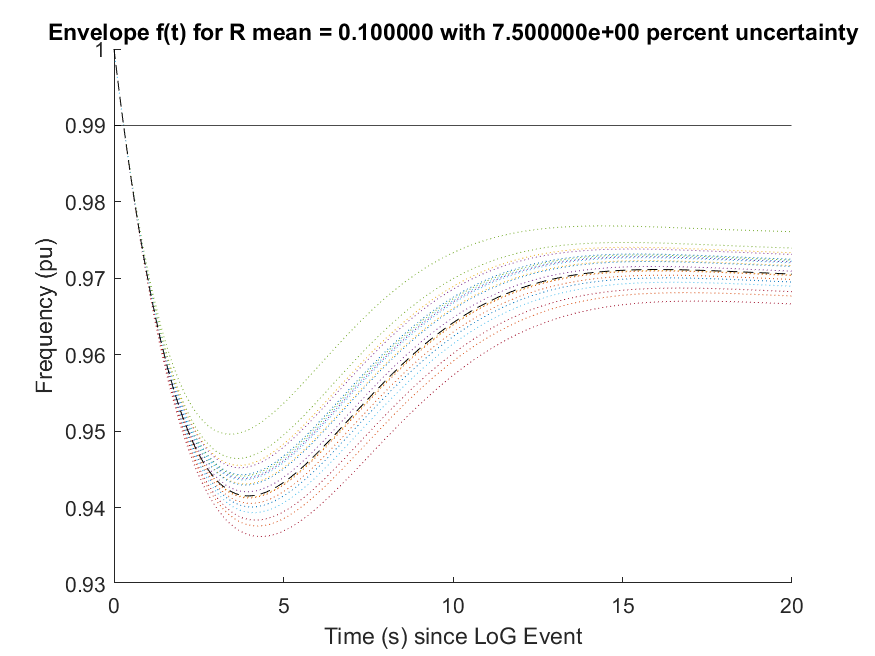 Envelope f(t) for R mean = 0.100000 with 7.500000e+00 percent uncertainty
1
0.99
0.98
0.97
0.96
0.95
0.94
0.93
Frequency (pu)
0 5 10 15 20
Time (s) since LoG Event